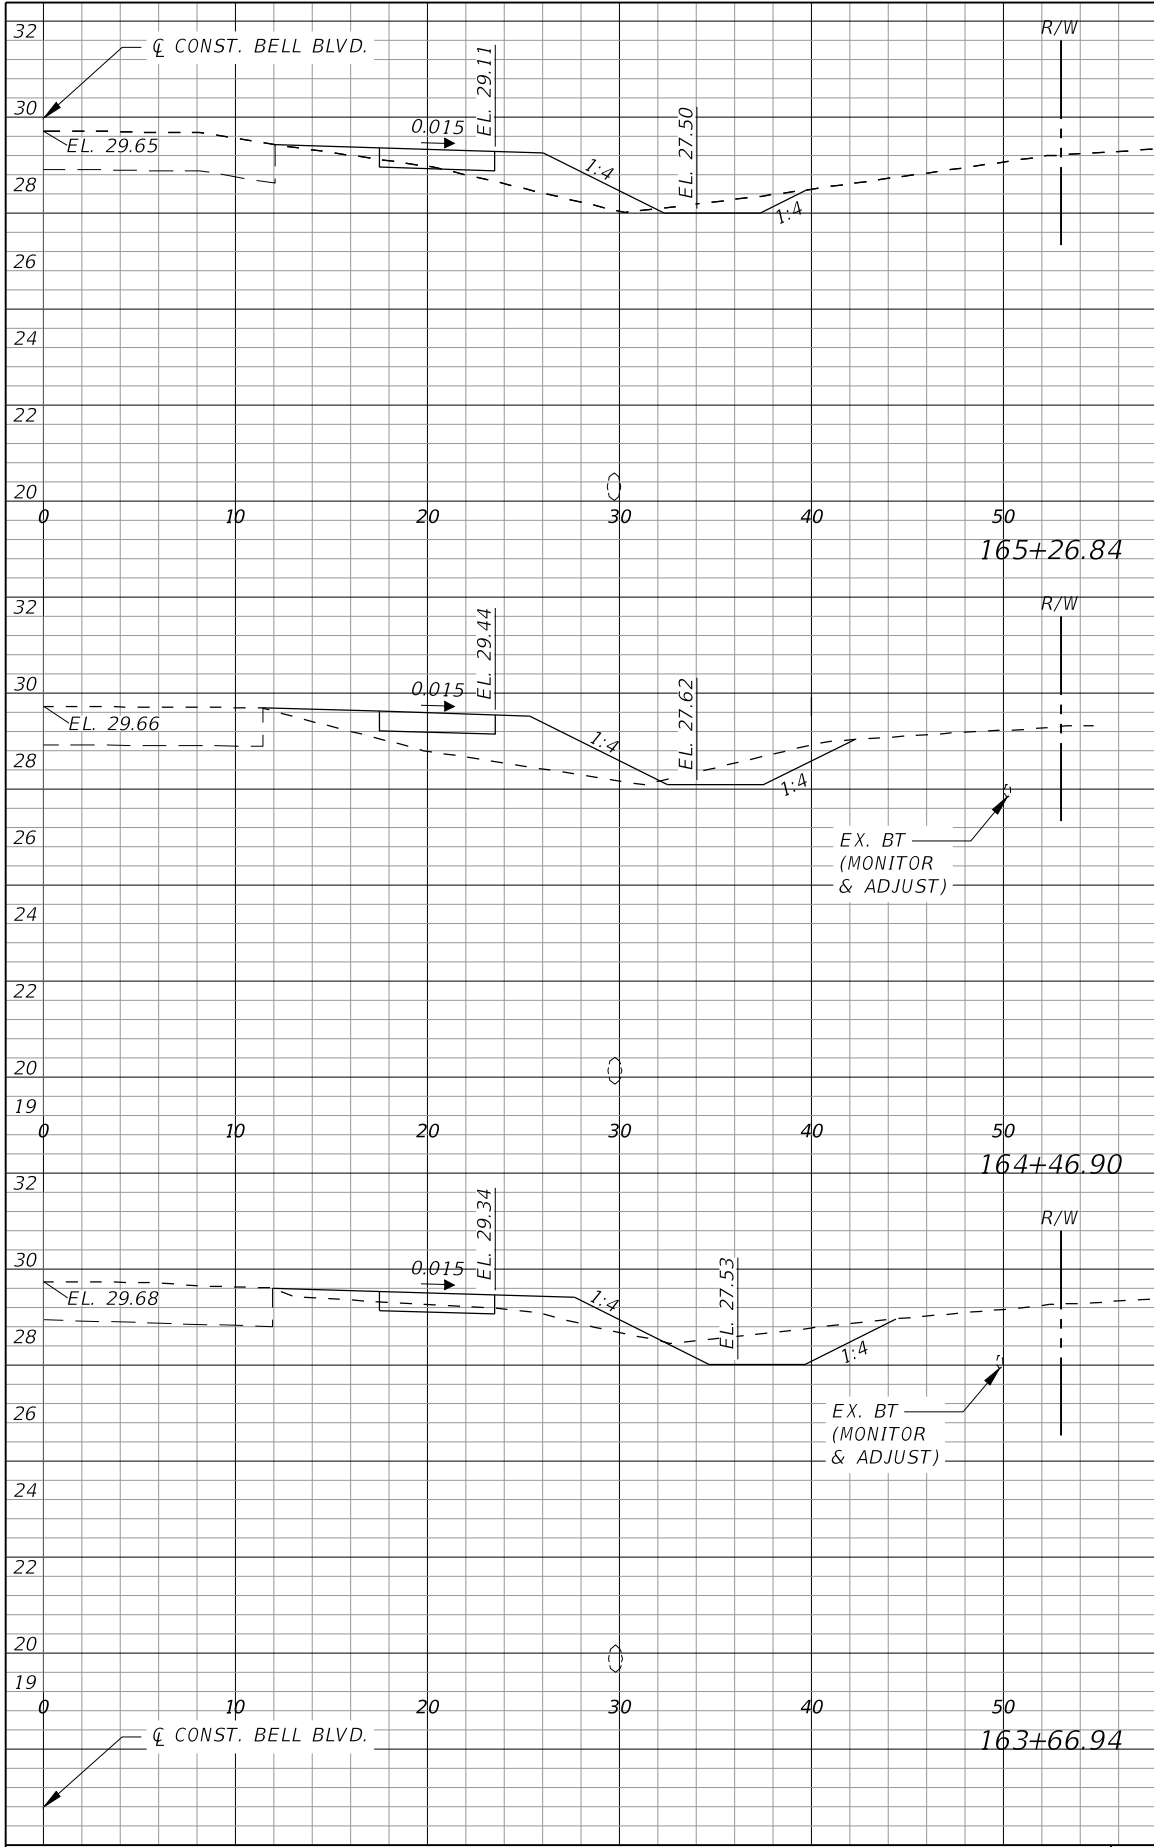 32
R/W
℄ CONST. BELL BLVD.
EL. 29.11
30
0.015
EL. 27.50
EL. 29.65
1:4
28
1:4
26
24
22
20
0 10 20 30 40 50
165+26.84
32
R/W
EL. 29.44
30
0.015
EL. 27.62
EL. 29.66
1:4
28
1:4
26
EX. BT
(MONITOR
& ADJUST)
24
22
20
19
0 10 20 30 40 50
164+46.90
32
R/W
EL. 29.34
30
0.015
EL. 27.53
EL. 29.68
1:4
28
1:4
26
EX. BT
(MONITOR
& ADJUST)
24
22
20
19
0 10 20 30 40 50
℄ CONST. BELL BLVD.
163+66.94